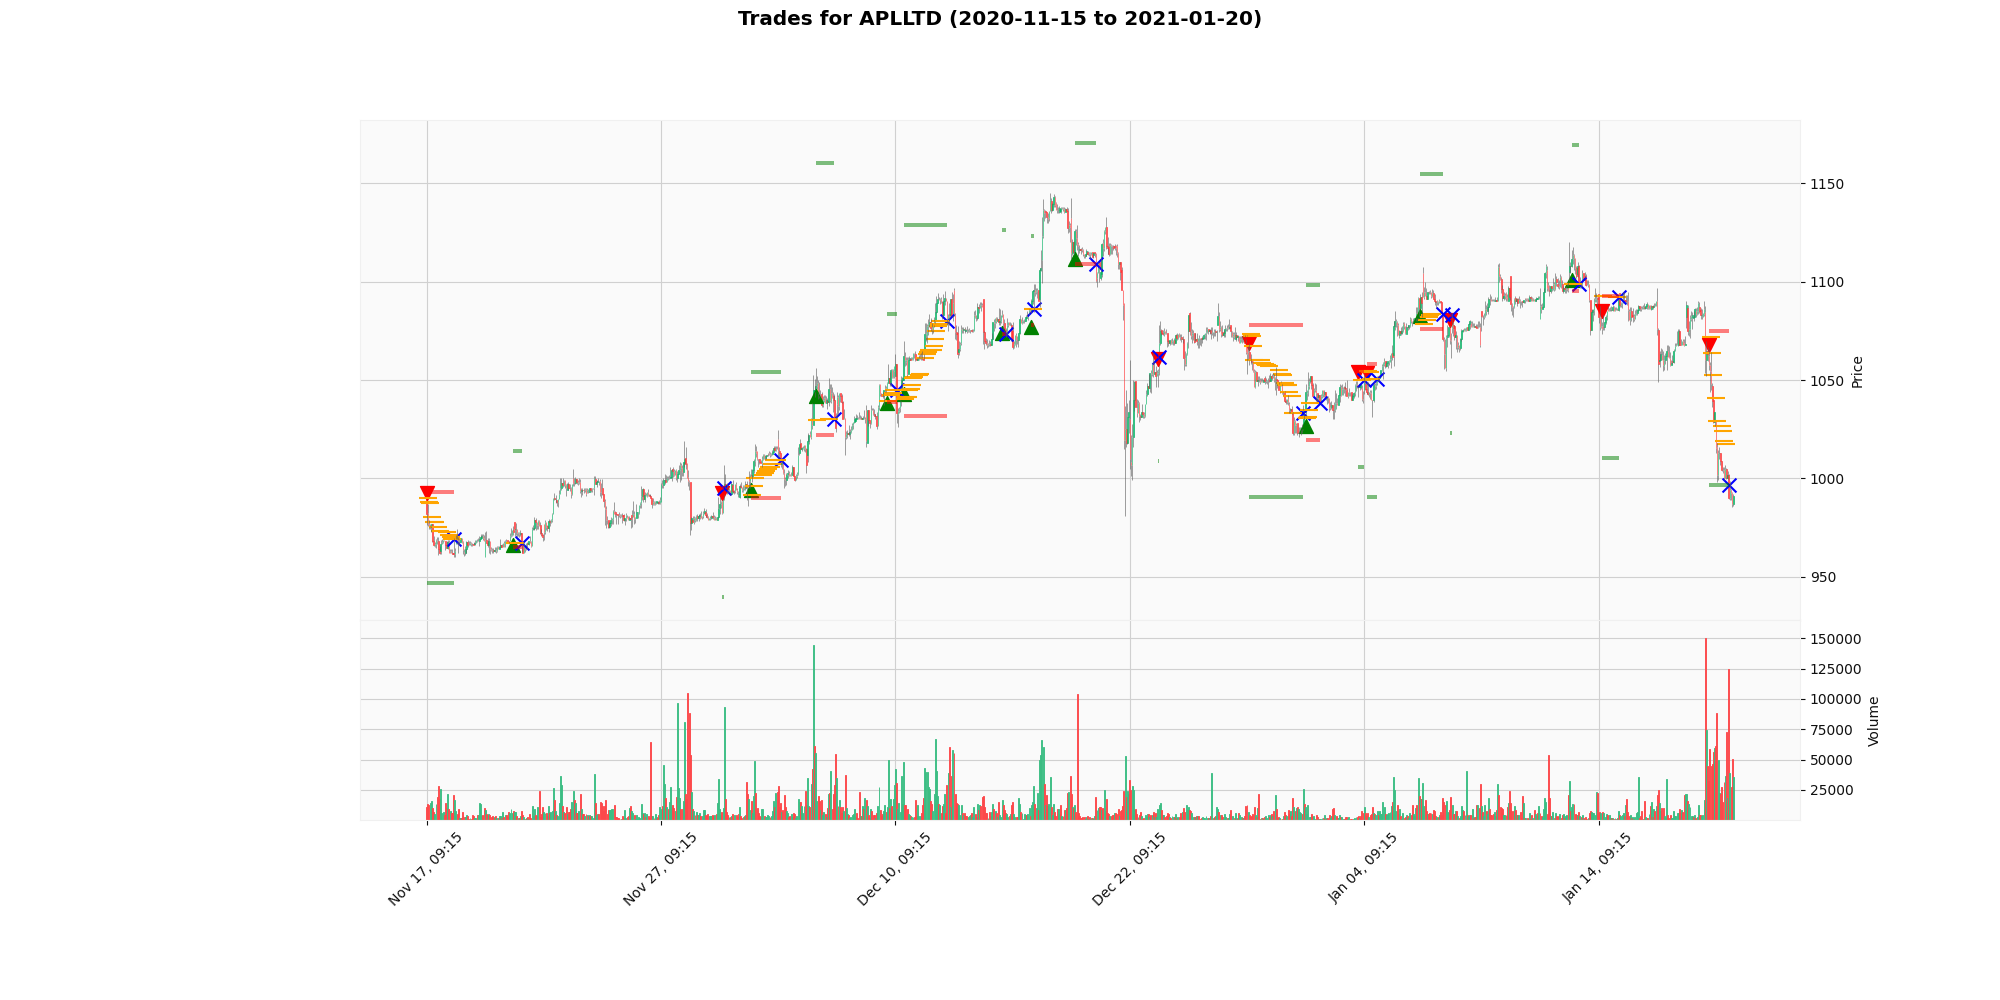 Trades for APLLTD (2020-11-15 to 2021-01-20)
1150
1100
1050
1000
950
Price
150000
125000
100000
75000
50000
25000
Volume
Nov 17, 09:15
Nov 27, 09:15
Dec 10, 09:15
Dec 22, 09:15
Jan 04, 09:15
Jan 14, 09:15